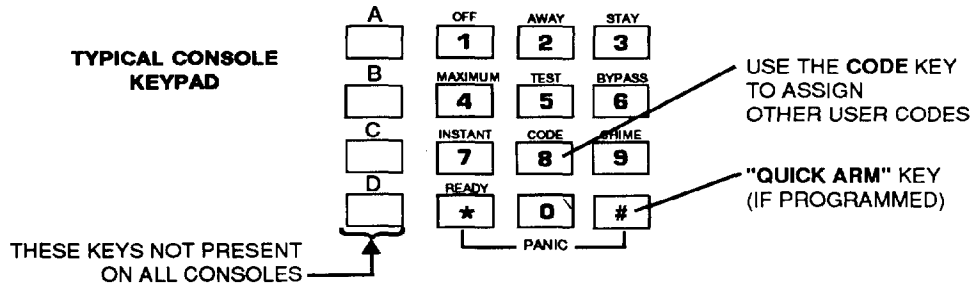 TYPICAL CONSOLE
KEYPAD
A
OFF
AWAY
STAY
1
2
3
B
MAXIMUM
TEST
BYPASS
4
5
6
C
INSTANT
CODE
CHIME
7
8
9
D
READY
*
0
#
PANIC
USE THE CODE KEY
TO ASSIGN
OTHER USER CODES
"QUICK ARM" KEY
(IF PROGRAMMED)
THESE KEYS NOT PRESENT
ON ALL CONSOLES